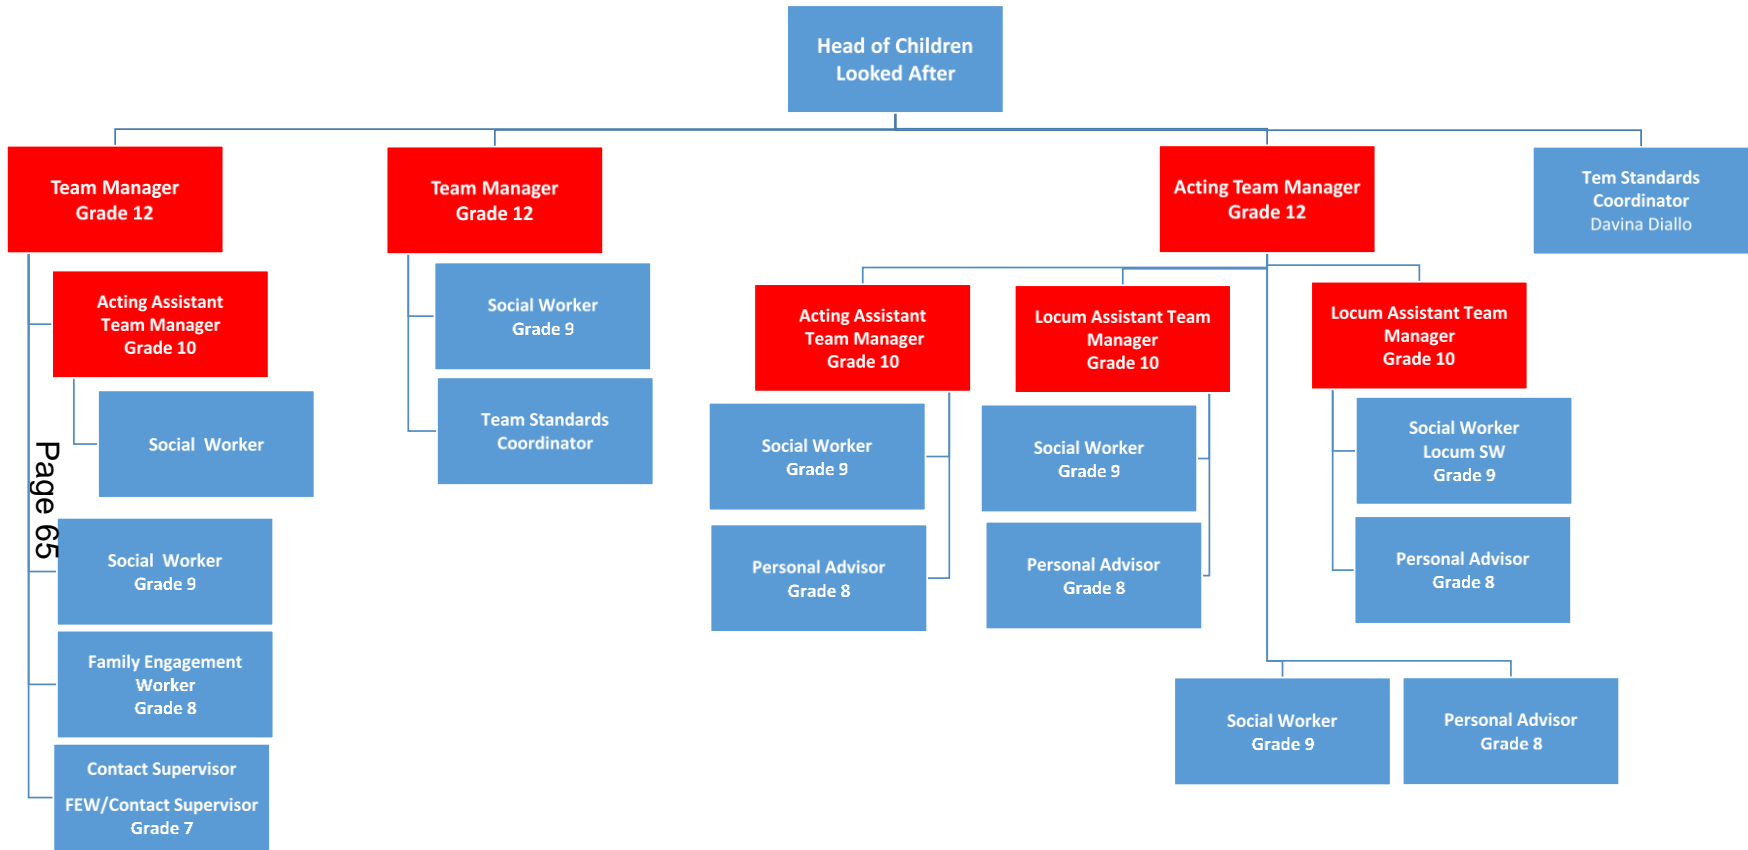 Head of Children
Looked After
Team Manager
Grade 12
Acting Assistant
Team Manager
Grade 10
Social Worker
Social Worker
Grade 9
Family Engagement
Worker
Grade 8
Contact Supervisor
FEW/Contact Supervisor
Grade 7
Team Manager
Grade 12
Social Worker
Grade 9
Team Standards
Coordinator
Acting Team Manager
Grade 12
Acting Assistant
Team Manager
Grade 10
Social Worker
Grade 9
Personal Advisor
Grade 8
Locum Assistant Team
Manager
Grade 10
Social Worker
Grade 9
Personal Advisor
Grade 8
Locum Assistant Team
Manager
Grade 10
Social Worker
Locum SW
Grade 9
Personal Advisor
Grade 8
Social Worker
Grade 9
Personal Advisor
Grade 8
Tem Standards
Coordinator
Davina Diallo
Page 65